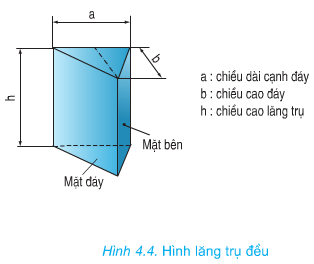 a
b
h
a : chiều dài cạnh đáy
b : chiều cao đáy
h : chiều cao lăng trụ
Mặt bên
Mặt đáy
Hình 4.4. Hình lăng trụ đều